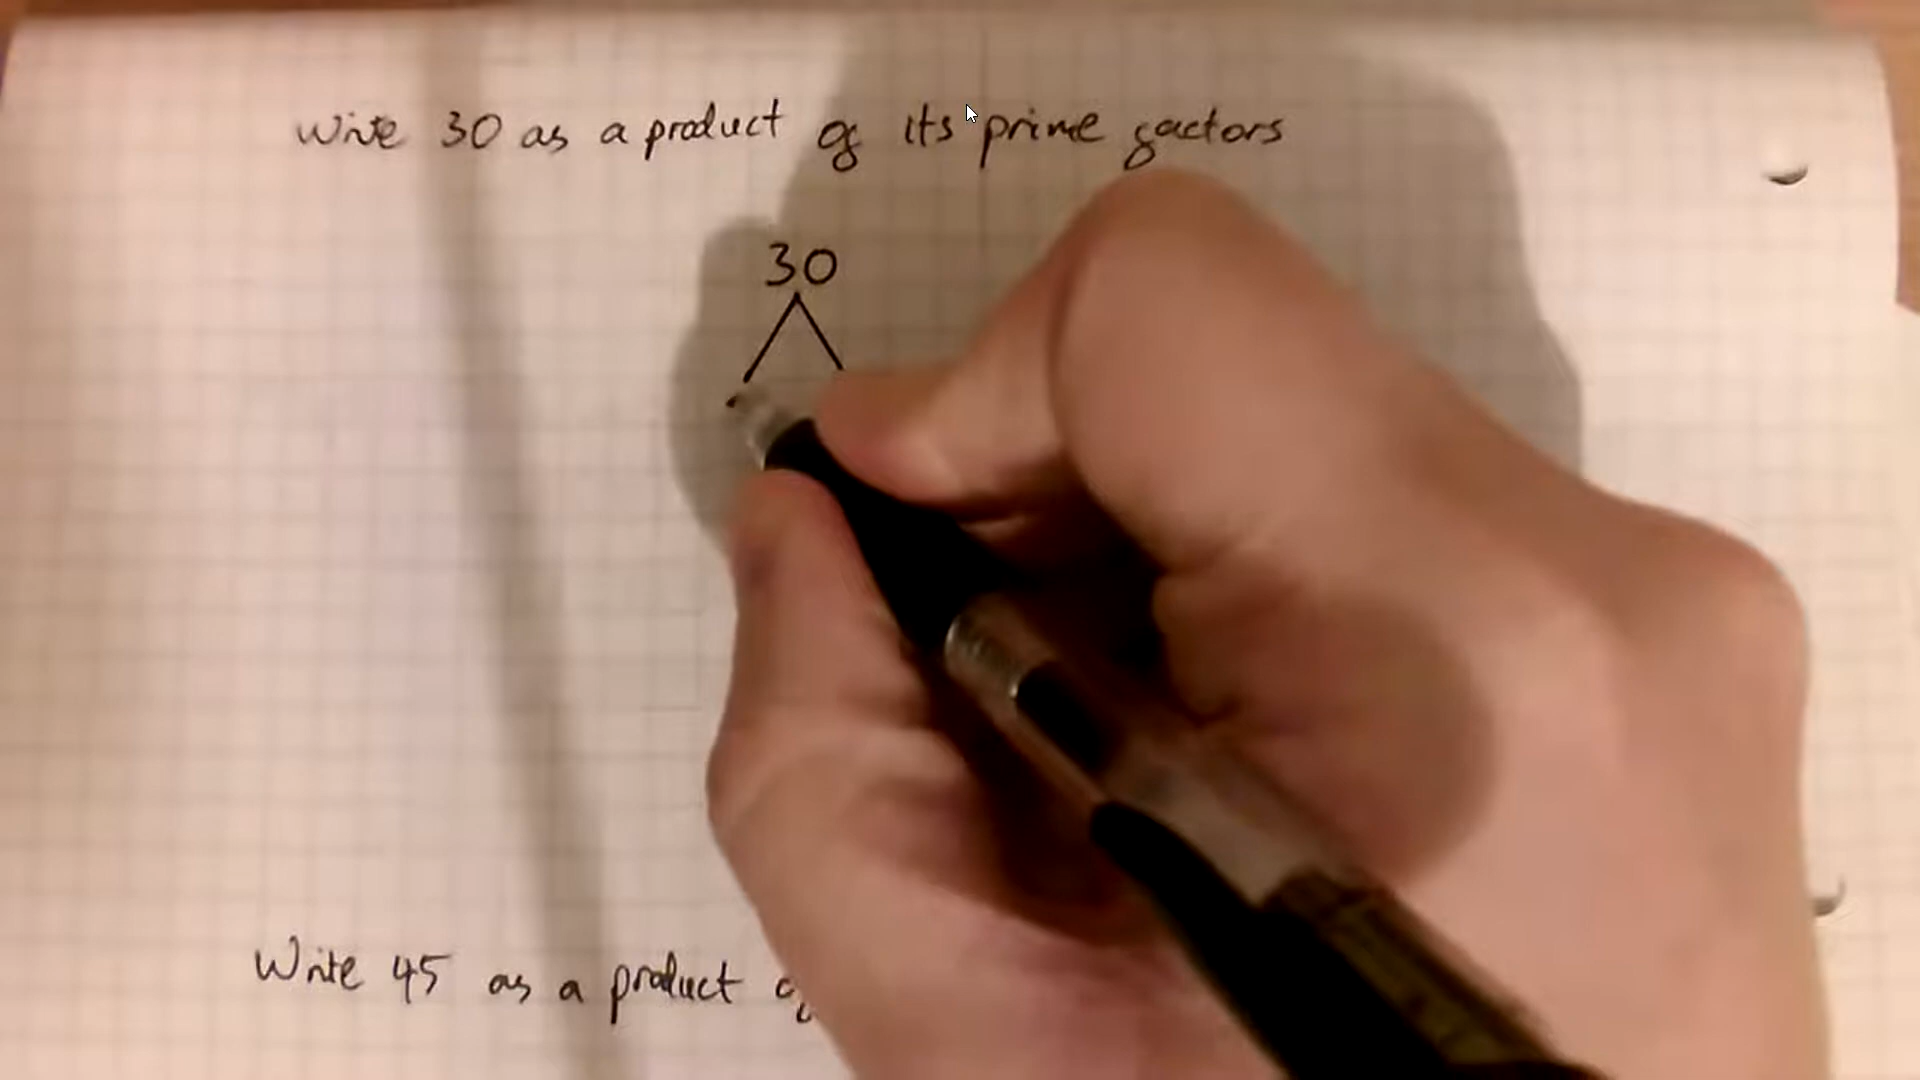 Write 30 as a product of its prime factors
30
Write 45 as a product